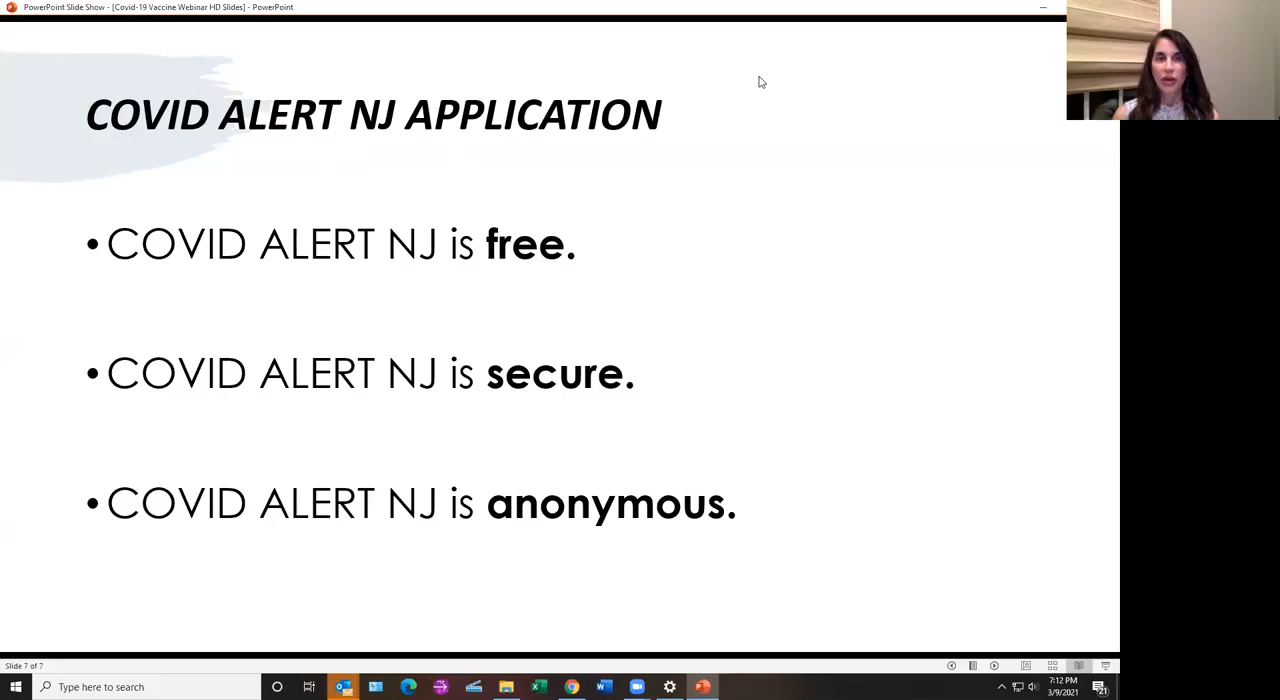 PowerPoint Slide Show - [Covid-19 Vaccine Webinar HD Slides] - PowerPoint
COVID ALERT NJ APPLICATION
• COVID ALERT NJ is free.
• COVID ALERT NJ is secure.
• COVID ALERT NJ is anonymous.
Slide 7 of 7
Type here to search
7:12 PM
3/9/2021
21